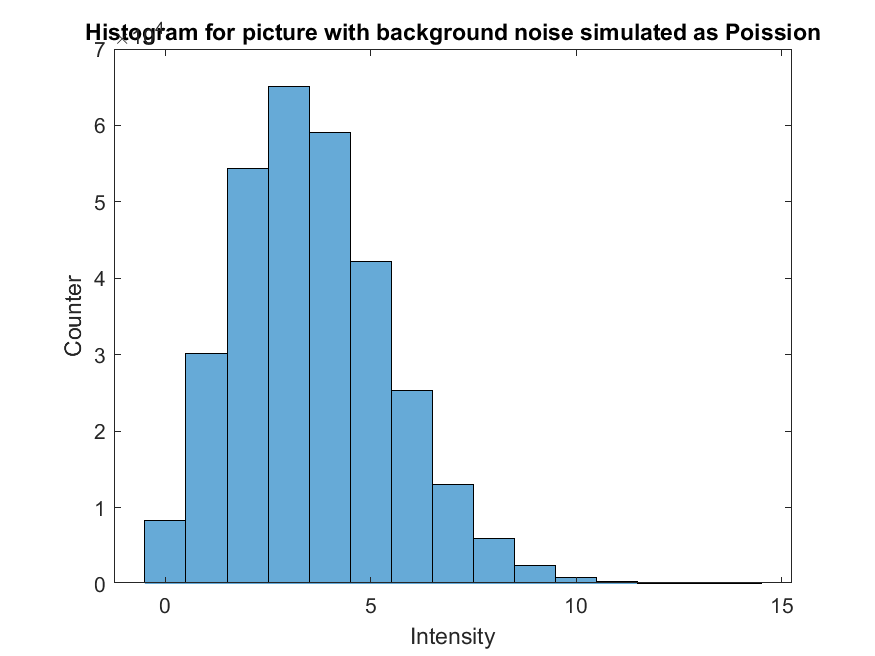 Histogram for picture with background noise simulated as Poission
×10⁴
7
6
5
4
3
2
1
0
Counter
0 5 10 15
Intensity